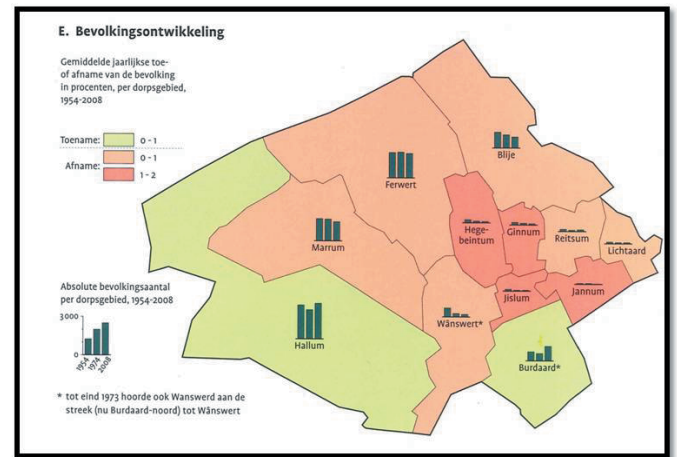 E. Bevolkingsontwikkeling
Gemiddelde jaarlijkse toe-
of afname van de bevolking
in procenten, per dorpsgebied,
1954-2008
Toename: 0 - 1
Afname: 0 - 1
1 - 2
Blije
Ferwert
Hege-
beintum
Ginnum
Reitsum
Lichtaard
Marrum
Jislum
Jannum
Wânswert*
Hallum
Burdaard*
Absolute bevolkingsaantal
per dorpsgebied, 1954-2008
3000
0
1954
1974
2008
* tot eind 1973 hoorde ook Wanswerd aan de
streek (nu Burdaard-noord) tot Wânswert